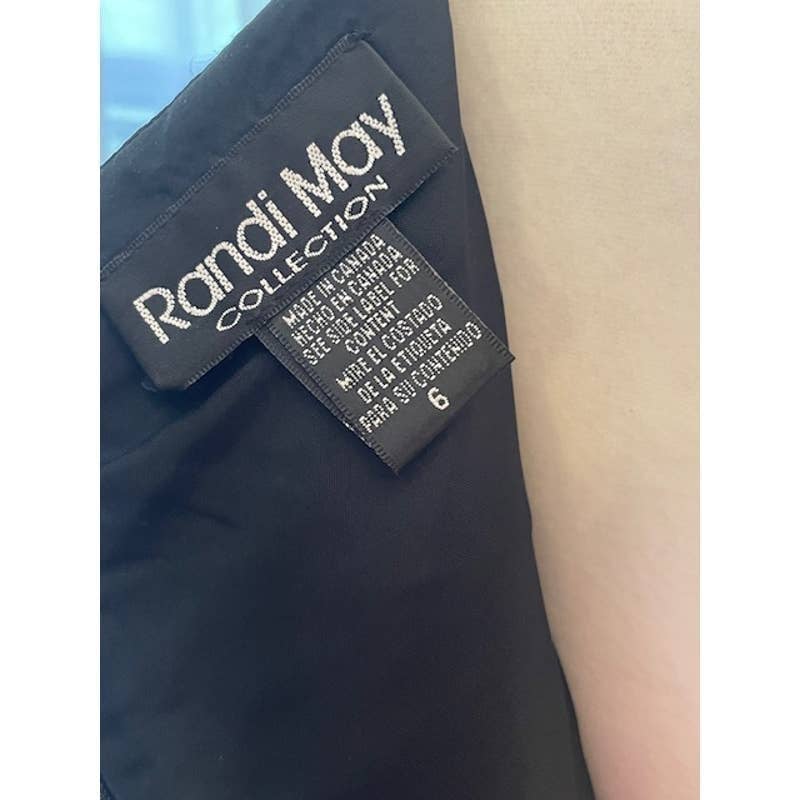 Randi May
COLLECTION
MADE IN CANADA
HECHO EN CANADA
SEE SIDE LABEL FOR
CONTENT
MIRE EL COSTADO
DE LA ETIQUETA
PARA SU CONTENIDO
6